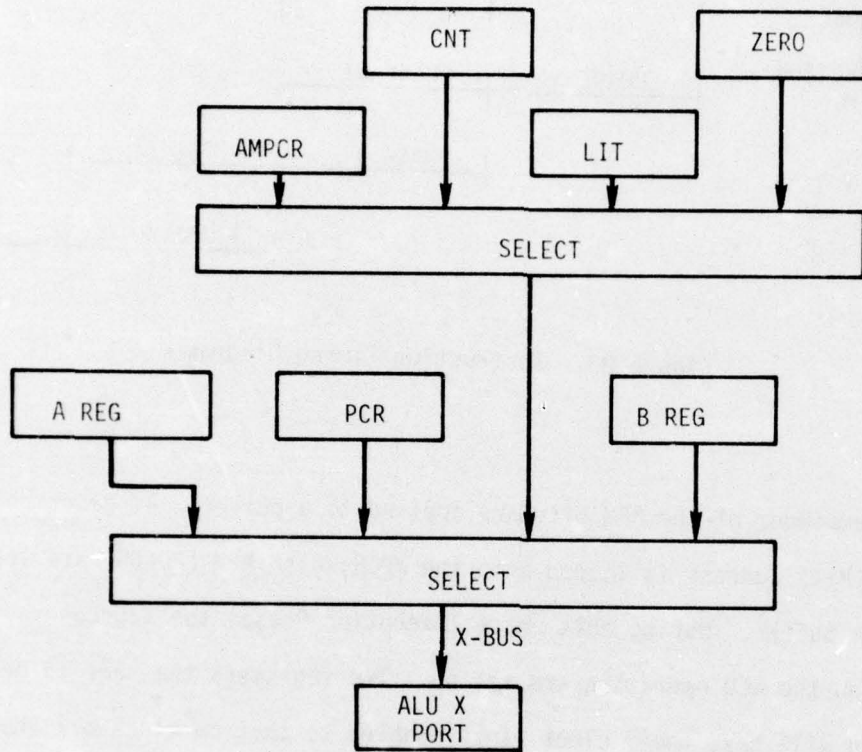 CNT
ZERO
AMPCR
LIT
SELECT
A REG
PCR
B REG
SELECT
X-BUS
ALU X
PORT